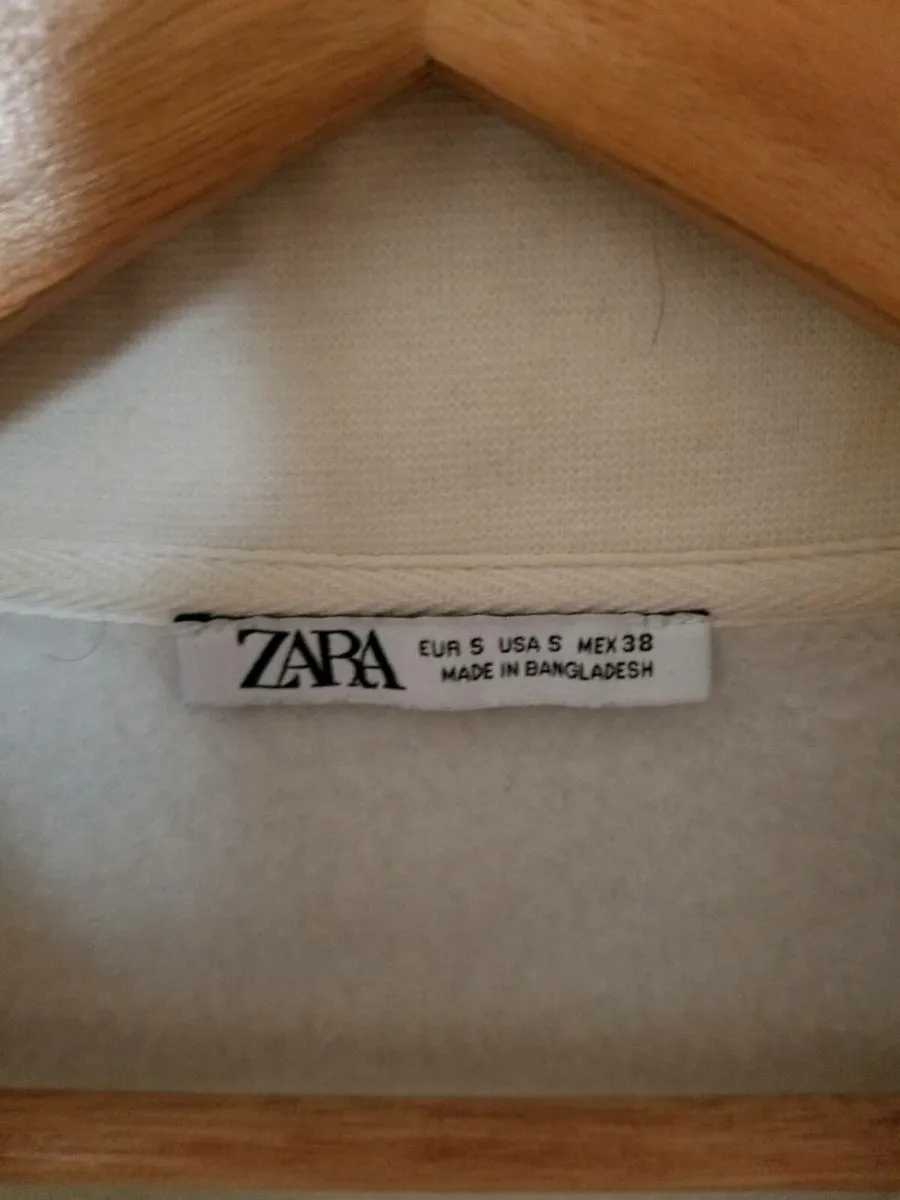 ZARA
EUR S USA S MEX 38
MADE IN BANGLADESH